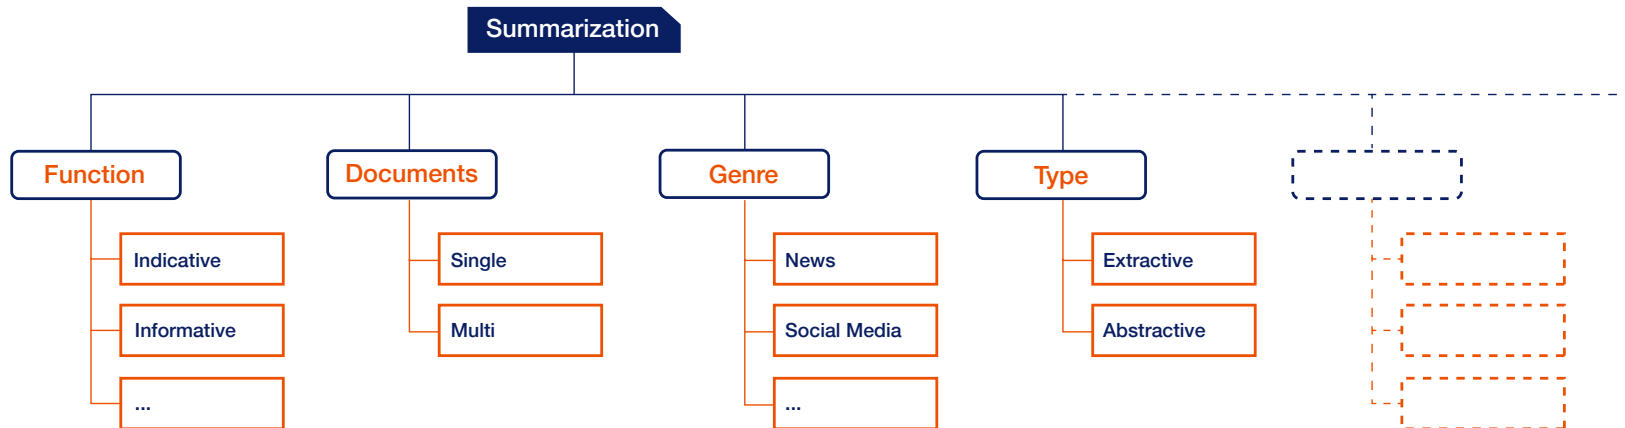 Summarization
Function
Documents
Genre
Type
Indicative
Single
News
Extractive
Informative
Multi
Social Media
Abstractive
...
...